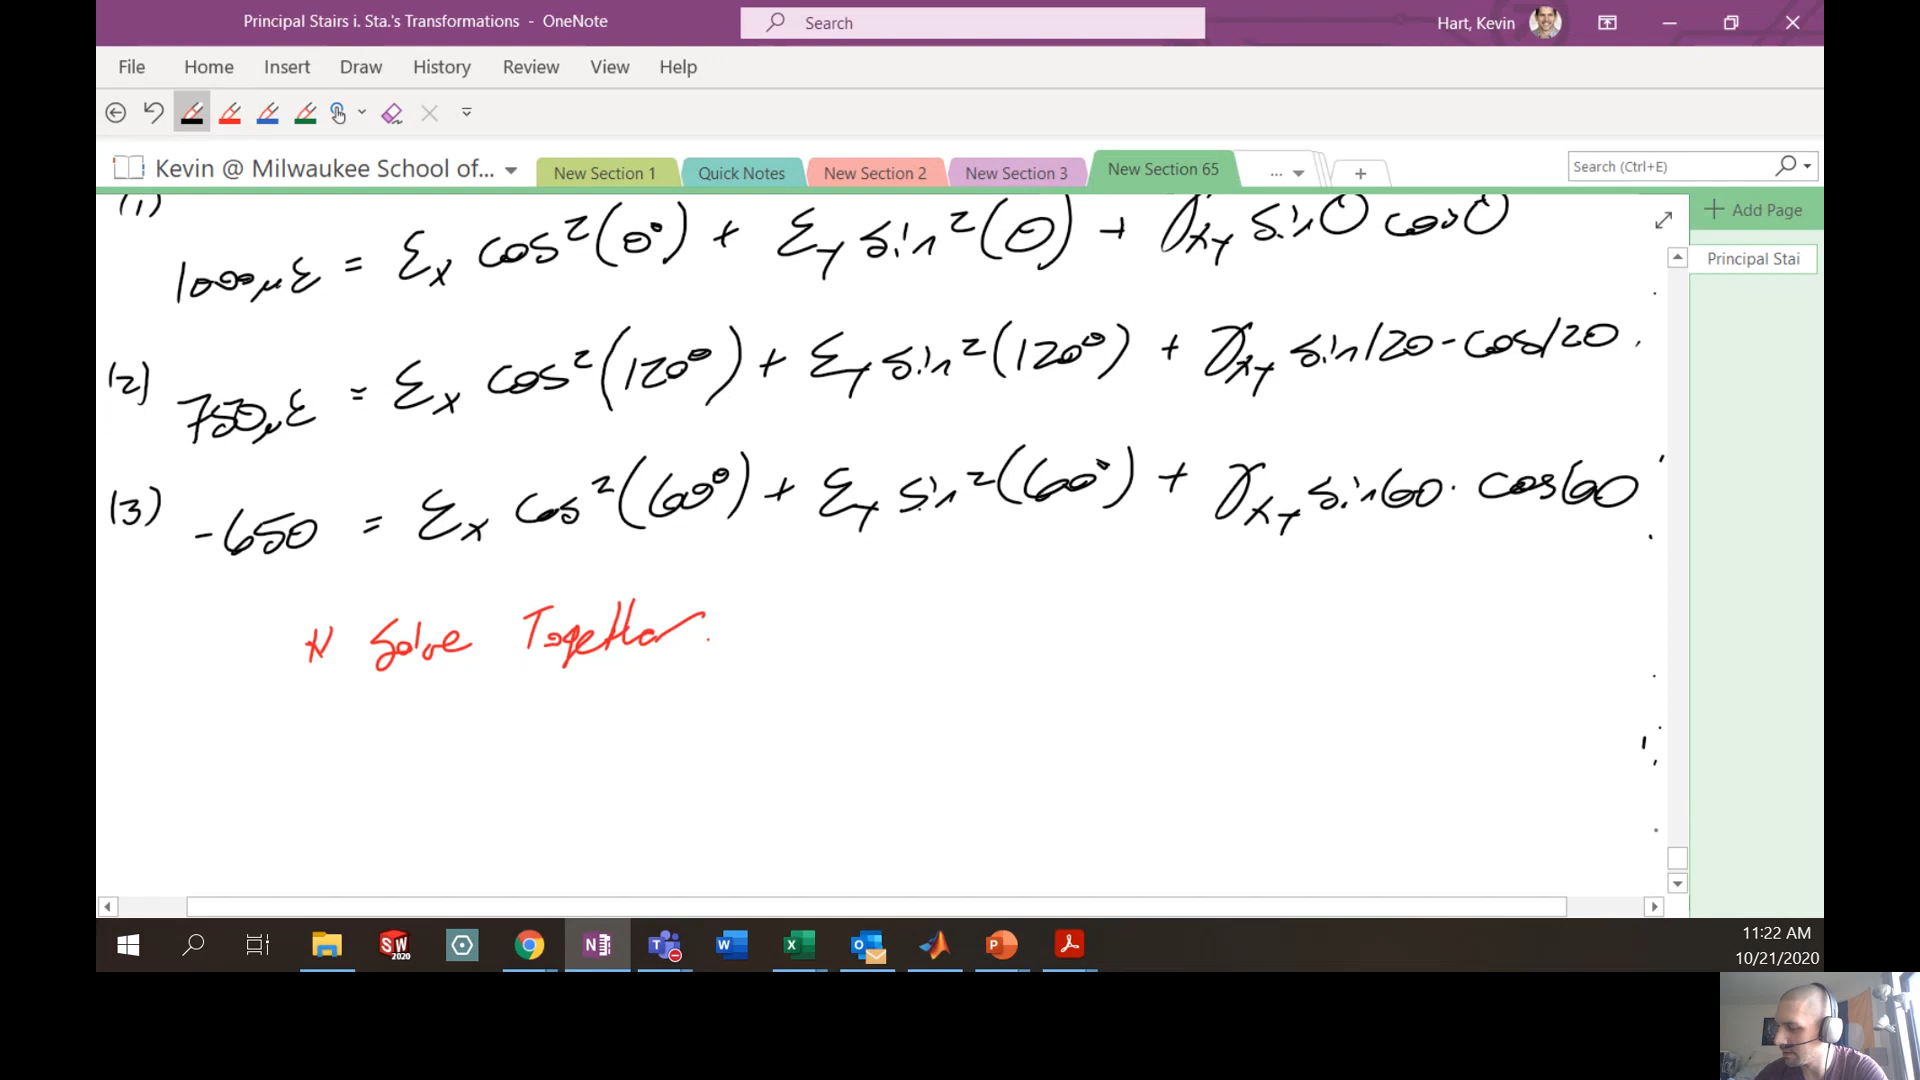 Principal Stairs i. Sta.'s Transformations - OneNote
Search
Hart, Kevin
File Home Insert Draw History Review View Help
Kevin @ Milwaukee School of...
New Section 1
Quick Notes
New Section 2
New Section 3
New Section 65
...
Search (Ctrl+E)
Add Page
Principal Stai
(1)
1000με = εx cos²(0°) + εy sin²(0) + γxy sin0 cos0
(2)
750με = εx cos²(120°) + εy sin²(120°) + γxy sin120 - cos120
(3)
-650 = εx cos²(60°) + εy sin²(60°) + γxy sin60 · cos60
* Solve Together.
SW
2020
N
T
W
X
O
P
11:22 AM
10/21/2020